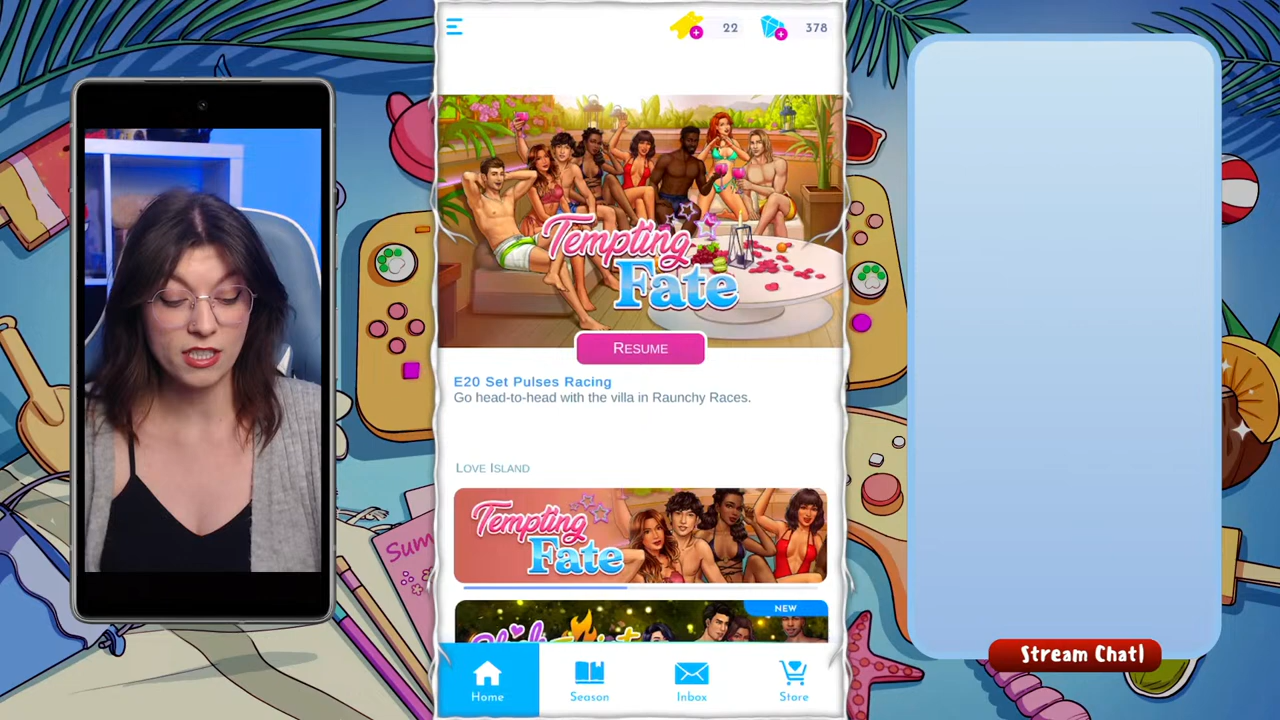 22
378
Tempting
Fate
RESUME
E20 Set Pulses Racing
Go head-to-head with the villa in Raunchy Races.
LOVE ISLAND
Tempting
Fate
NEW
Home
Season
Inbox
Store
Sum
Stream Chat!